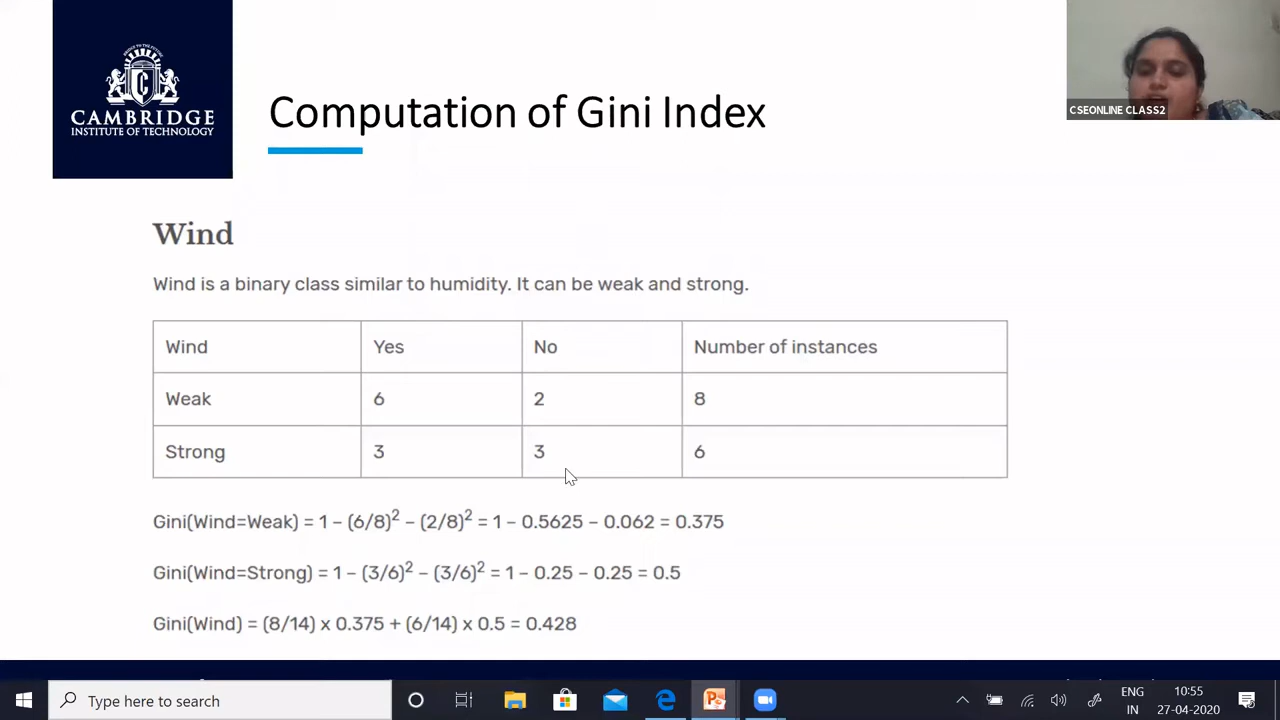 BRIDGE TO THE FUTURE
C
CAMBRIDGE
INSTITUTE OF TECHNOLOGY
Computation of Gini Index
CSEONLINE CLASS2
Wind
Wind is a binary class similar to humidity. It can be weak and strong.
Wind Yes No Number of instances
Weak 6 2 8
Strong 3 3 6
Gini(Wind=Weak) = 1 – (6/8)² – (2/8)² = 1 – 0.5625 – 0.062 = 0.375
Gini(Wind=Strong) = 1 – (3/6)² – (3/6)² = 1 – 0.25 – 0.25 = 0.5
Gini(Wind) = (8/14) x 0.375 + (6/14) x 0.5 = 0.428
Type here to search
ENG
IN
10:55
27-04-2020